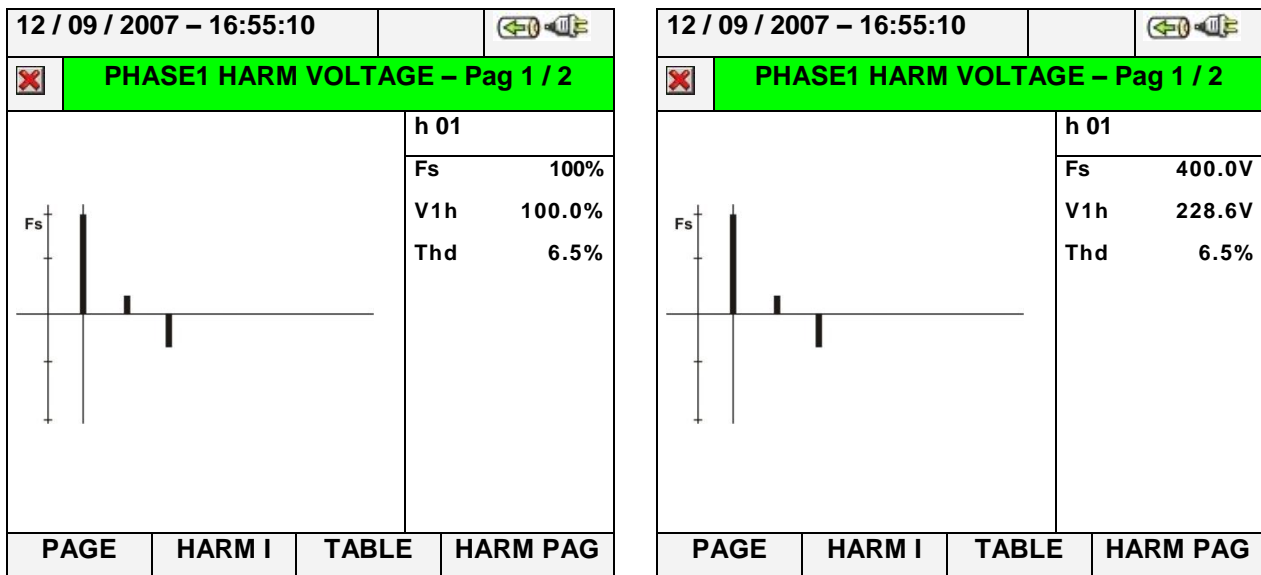 12 / 09 / 2007 – 16:55:10
PHASE1 HARM VOLTAGE – Pag 1 / 2
h 01
Fs 100%
V1h 100.0%
Thd 6.5%
Fs
PAGE HARM I TABLE HARM PAG
12 / 09 / 2007 – 16:55:10
PHASE1 HARM VOLTAGE – Pag 1 / 2
h 01
Fs 400.0V
V1h 228.6V
Thd 6.5%
Fs
PAGE HARM I TABLE HARM PAG